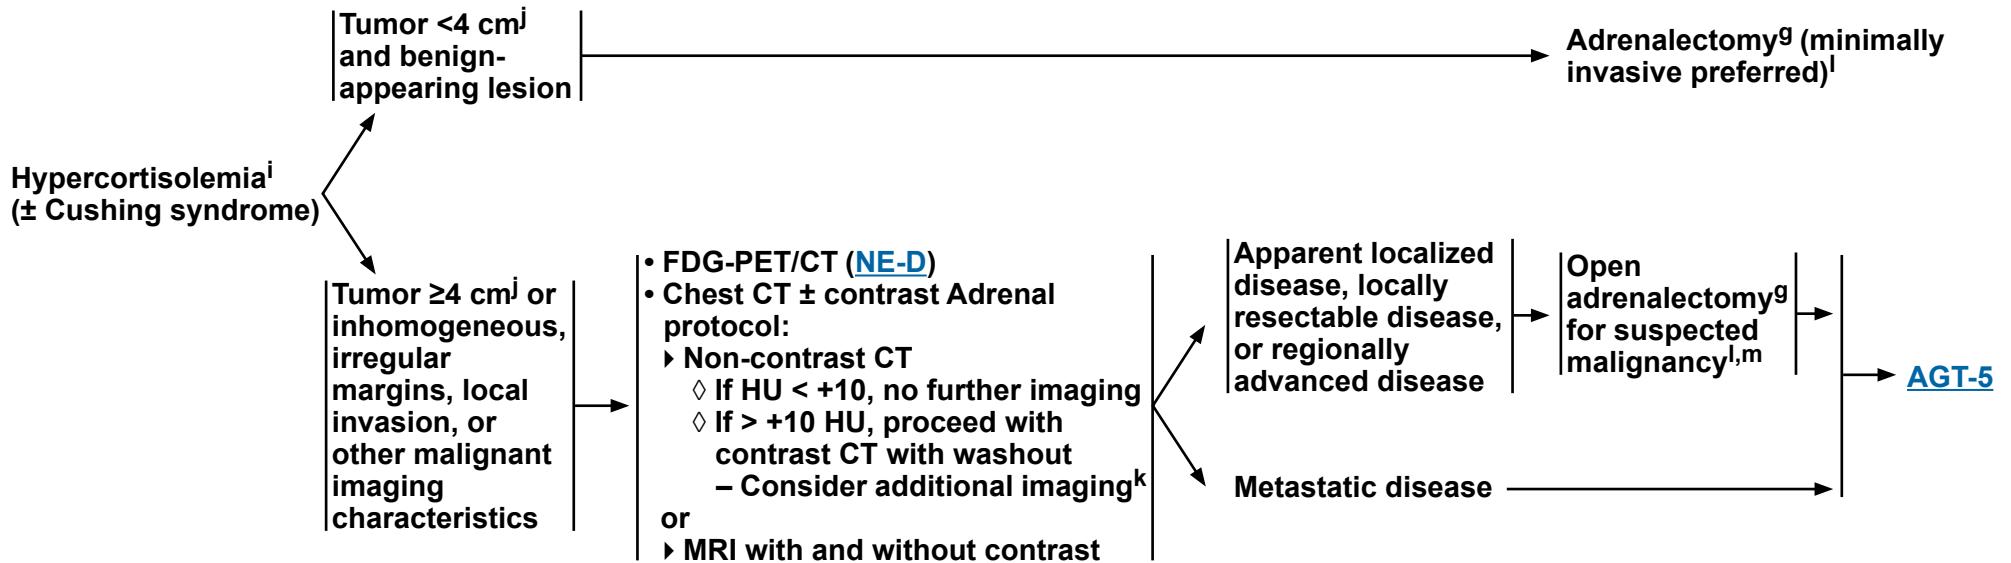 Tumor <4 cmj
and benign-
appearing lesion
Adrenalectomyg (minimally
invasive preferred)l
Hypercortisolemiai
(± Cushing syndrome)
Tumor ≥4 cmj or
inhomogeneous,
irregular
margins, local
invasion, or
other malignant
imaging
characteristics
• FDG-PET/CT (NE-D)
• Chest CT ± contrast Adrenal
protocol:
▸ Non-contrast CT
◊ If HU < +10, no further imaging
◊ If > +10 HU, proceed with
contrast CT with washout
– Consider additional imagingk
or
▸ MRI with and without contrast
Apparent localized
disease, locally
resectable disease,
or regionally
advanced disease
Open
adrenalectomyg
for suspected
malignancyl,m
Metastatic disease
AGT-5